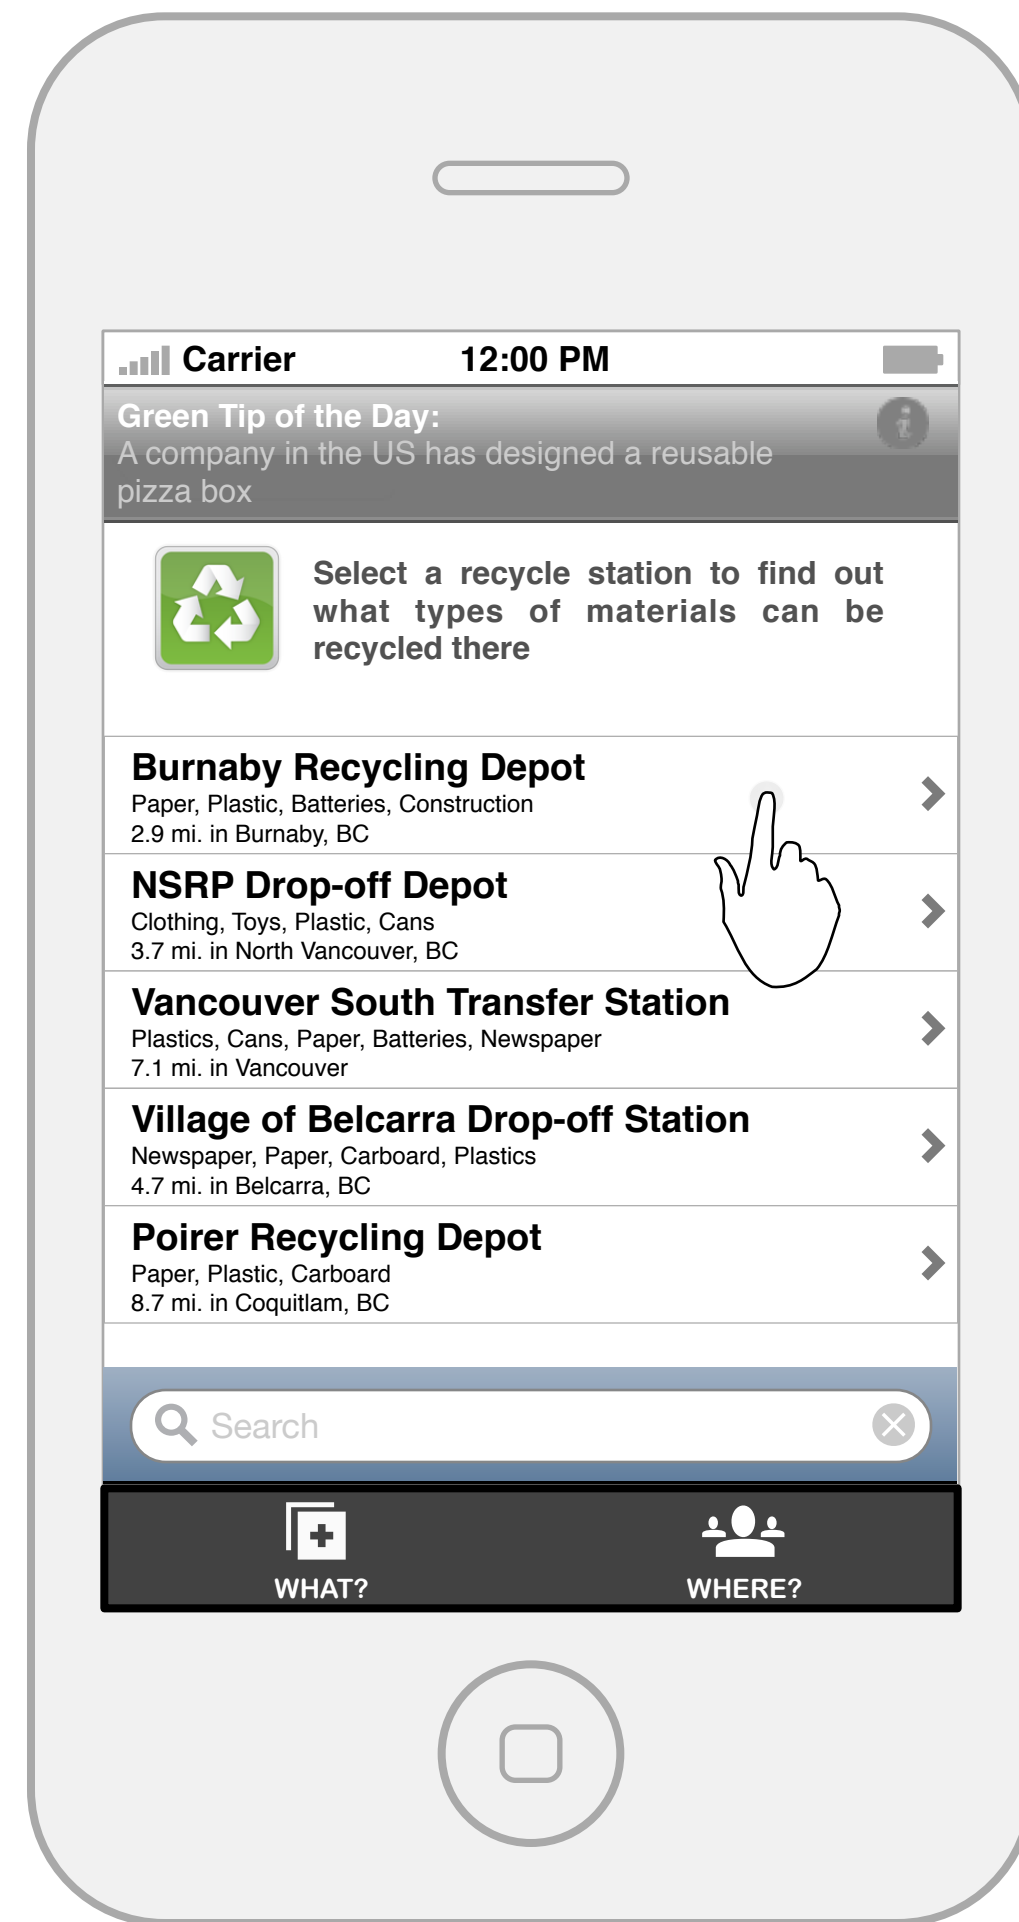 Carrier 12:00 PM
Green Tip of the Day:
A company in the US has designed a reusable
pizza box
Select a recycle station to find out
what types of materials can be
recycled there
Burnaby Recycling Depot
Paper, Plastic, Batteries, Construction
2.9 mi. in Burnaby, BC
NSRP Drop-off Depot
Clothing, Toys, Plastic, Cans
3.7 mi. in North Vancouver, BC
Vancouver South Transfer Station
Plastics, Cans, Paper, Batteries, Newspaper
7.1 mi. in Vancouver
Village of Belcarra Drop-off Station
Newspaper, Paper, Carboard, Plastics
4.7 mi. in Belcarra, BC
Poirer Recycling Depot
Paper, Plastic, Carboard
8.7 mi. in Coquitlam, BC
Search
WHAT? WHERE?